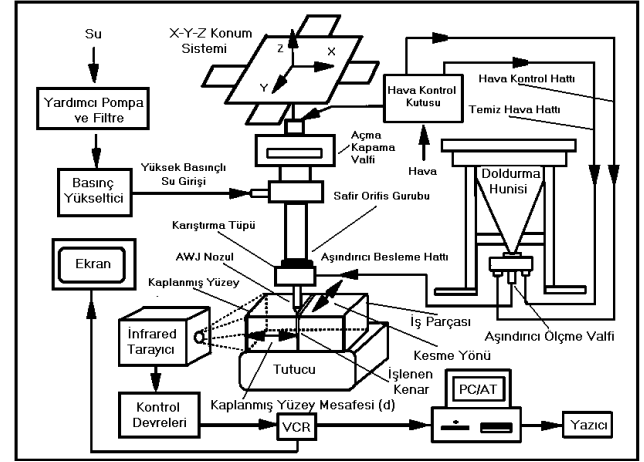 Su
Yardımcı Pompa
ve Filtre
Basınç
Yükseltici
Yüksek Basınçlı
Su Girişi
X-Y-Z Konum
Sistemi
Z
X
Y
Açma
Kapama
Valfi
Hava Kontrol
Kutusu
Hava
Hava Kontrol Hattı
Temiz Hava Hattı
Doldurma
Hunisi
Safir Orifis Gurubu
Karıştırma Tüpü
Aşındırıcı Besleme Hattı
AWJ Nozul
Kaplanmış Yüzey
Ekran
İnfrared
Tarayıcı
İş Parçası
Kesme Yönü
Aşındırıcı Ölçme Valfi
Tutucu
İşlenen
Kenar
Kaplanmış Yüzey Mesafesi (d)
Kontrol
Devreleri
VCR
PC/AT
Yazıcı